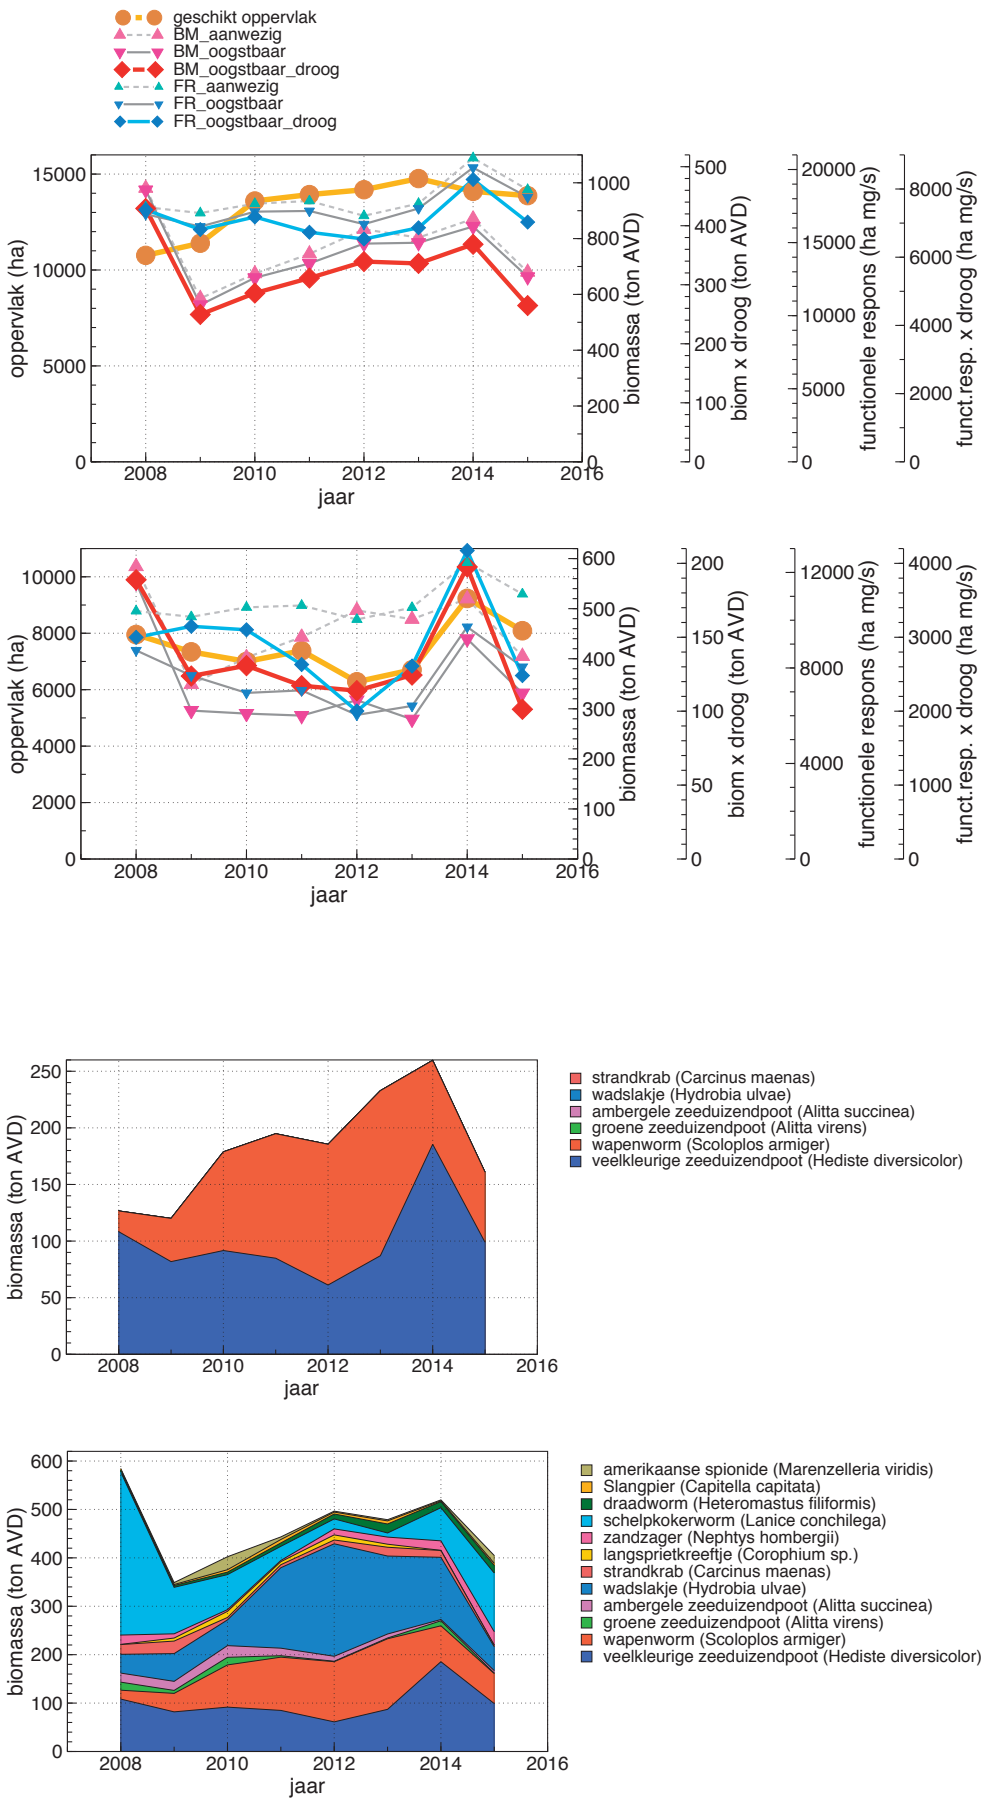 geschikt oppervlak
BM_aanwezig
BM_oogstbaar
BM_oogstbaar_droog
FR_aanwezig
FR_oogstbaar
FR_oogstbaar_droog
15000
10000
5000
0
oppervlak (ha)
2008
2010
2012
2014
2016
jaar
1000
800
600
400
200
0
biomassa (ton AVD)
500
400
300
200
100
0
biom x droog (ton AVD)
20000
15000
10000
5000
0
functionele respons (ha mg/s)
8000
6000
4000
2000
0
funct.resp. x droog (ha mg/s)
10000
8000
6000
4000
2000
0
oppervlak (ha)
2008
2010
2012
2014
2016
jaar
600
500
400
300
200
100
0
biomassa (ton AVD)
200
150
100
50
0
biom x droog (ton AVD)
12000
8000
4000
0
functionele respons (ha mg/s)
4000
3000
2000
1000
0
funct.resp. x droog (ha mg/s)
250
200
150
100
50
0
biomassa (ton AVD)
2008
2010
2012
2014
2016
jaar
strandkrab (Carcinus maenas)
wadslakje (Hydrobia ulvae)
ambergele zeeduizendpoot (Alitta succinea)
groene zeeduizendpoot (Alitta virens)
wapenworm (Scoloplos armiger)
veelkleurige zeeduizendpoot (Hediste diversicolor)
600
500
400
300
200
100
0
biomassa (ton AVD)
2008
2010
2012
2014
2016
jaar
amerikaanse spionide (Marenzelleria viridis)
Slangpier (Capitella capitata)
draadworm (Heteromastus filiformis)
schelpkokerworm (Lanice conchilega)
zandzager (Nephtys hombergii)
langsprietkreeftje (Corophium sp.)
strandkrab (Carcinus maenas)
wadslakje (Hydrobia ulvae)
ambergele zeeduizendpoot (Alitta succinea)
groene zeeduizendpoot (Alitta virens)
wapenworm (Scoloplos armiger)
veelkleurige zeeduizendpoot (Hediste diversicolor)